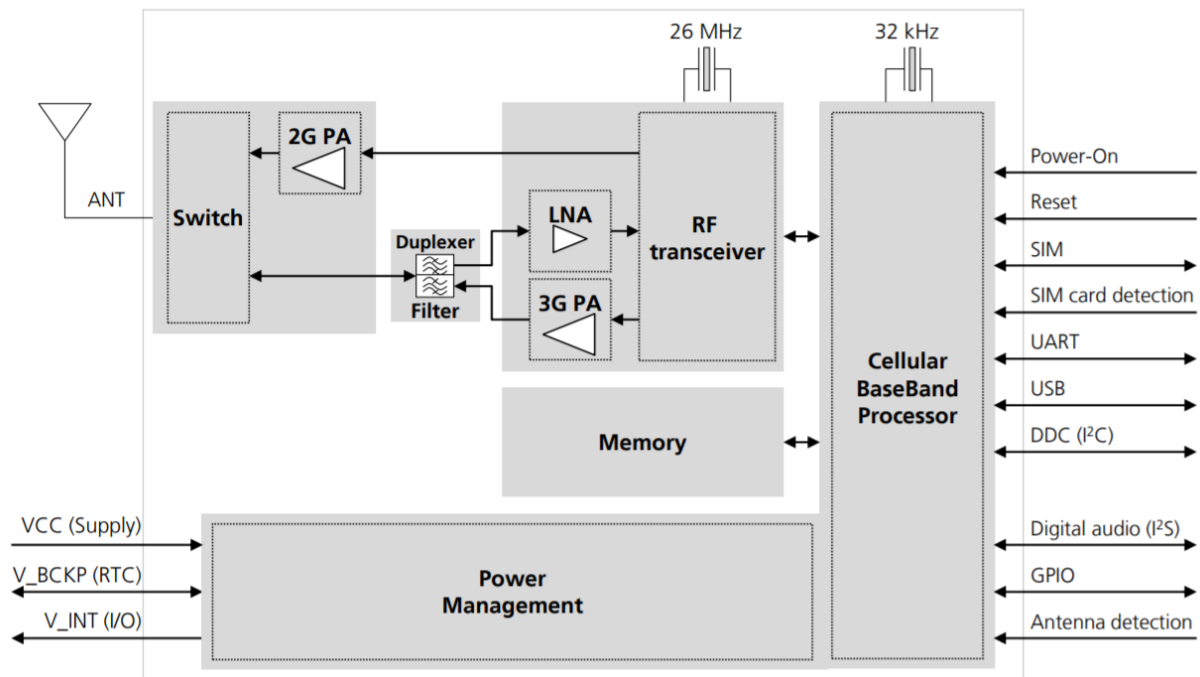 26 MHz
32 kHz
2G PA
ANT
Switch
Duplexer
Filter
LNA
3G PA
RF
transceiver
Memory
Cellular
BaseBand
Processor
Power
Management
VCC (Supply)
V_BCKP (RTC)
V_INT (I/O)
Power-On
Reset
SIM
SIM card detection
UART
USB
DDC (I²C)
Digital audio (I²S)
GPIO
Antenna detection